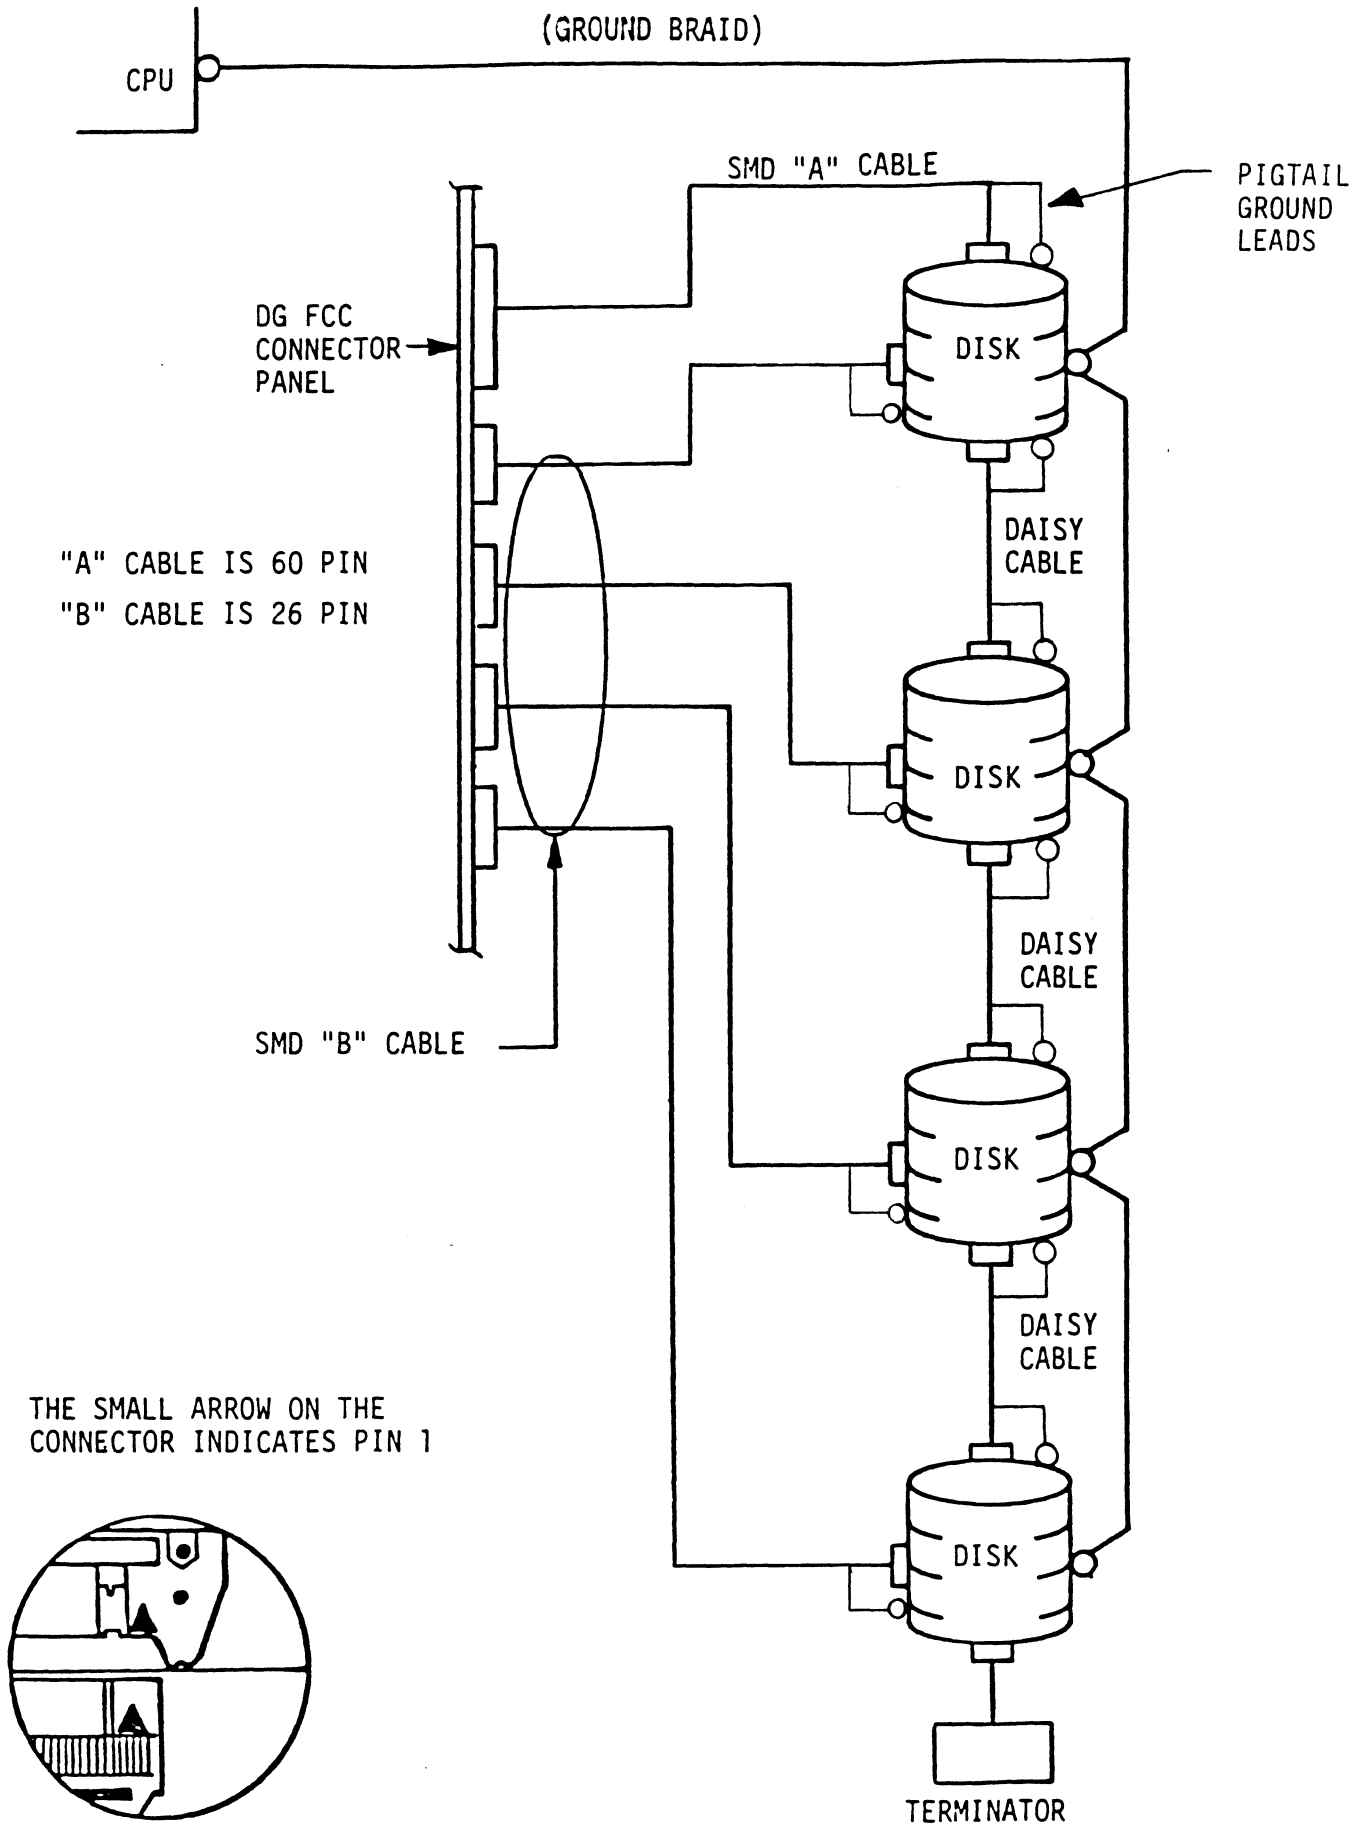 (GROUND BRAID)
CPU
SMD "A" CABLE
PIGTAIL
GROUND
LEADS
DG FCC
CONNECTOR
PANEL
DISK
DAISY
CABLE
"A" CABLE IS 60 PIN
"B" CABLE IS 26 PIN
DISK
DAISY
CABLE
SMD "B" CABLE
DISK
DAISY
CABLE
THE SMALL ARROW ON THE
CONNECTOR INDICATES PIN 1
DISK
TERMINATOR